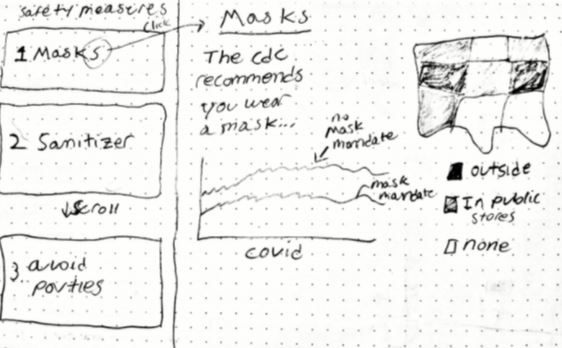 safety measures
1 Masks
click
2 Sanitizer
scroll
3 avoid
parties
Masks
The cdc
recommends
you wear
a mask...
no
mask
mandate
mask
mandate
covid
outside
In public
stores
none